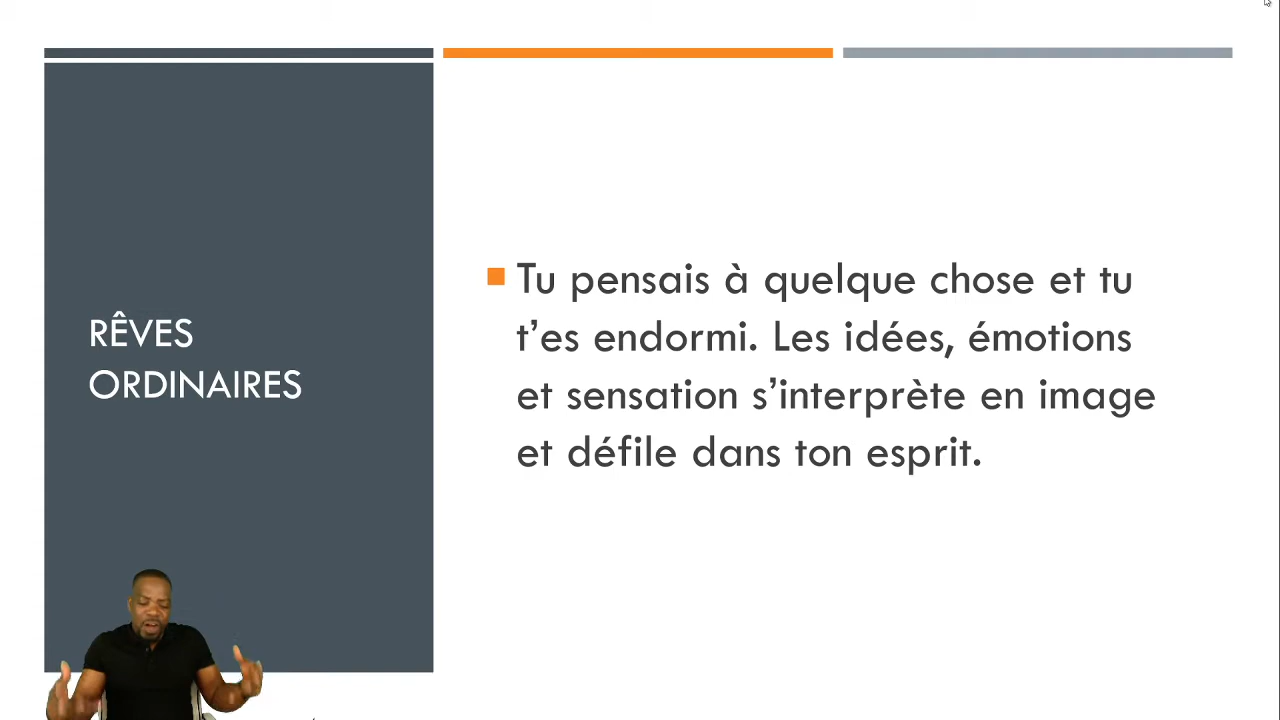 RÊVES
ORDINAIRES
Tu pensais à quelque chose et tu
t’es endormi. Les idées, émotions
et sensation s’interprète en image
et défile dans ton esprit.